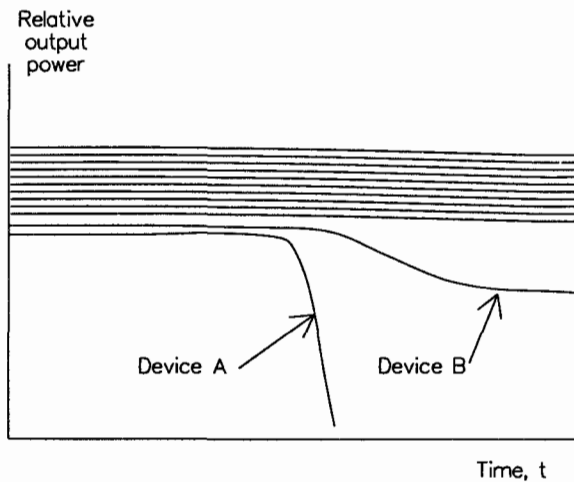 Relative
output
power
Device A
Device B
Time, t